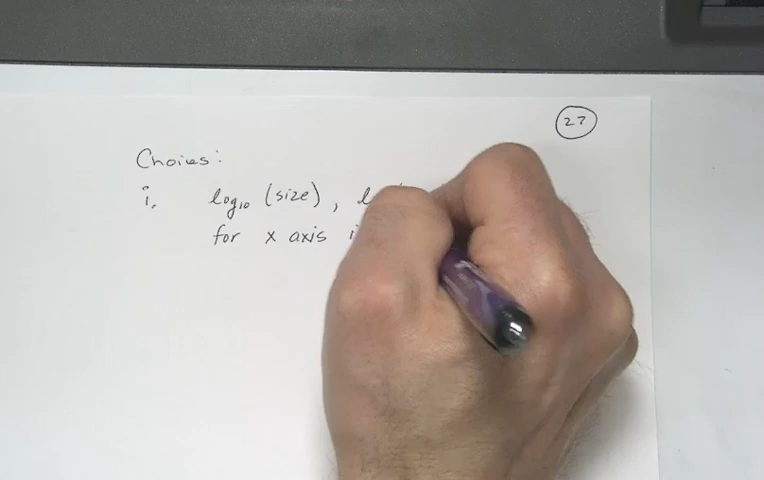 27
Choices:
i. log₁₀ (size),
for x axis